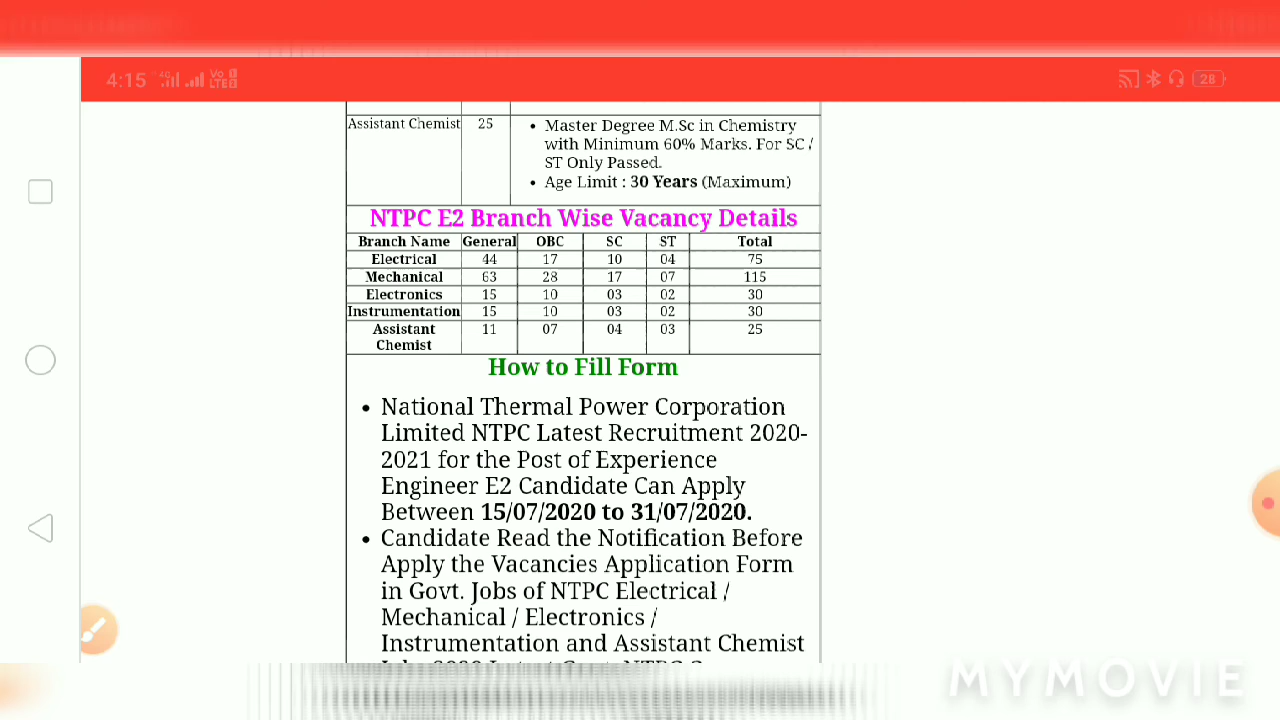 4:15
28
Assistant Chemist 25 • Master Degree M.Sc in Chemistry
with Minimum 60% Marks. For SC /
ST Only Passed.
• Age Limit : 30 Years (Maximum)
NTPC E2 Branch Wise Vacancy Details
Branch Name General OBC SC ST Total
Electrical 44 17 10 04 75
Mechanical 63 28 17 07 115
Electronics 15 10 03 02 30
Instrumentation 15 10 03 02 30
Assistant 11 07 04 03 25
Chemist
How to Fill Form
• National Thermal Power Corporation
Limited NTPC Latest Recruitment 2020-
2021 for the Post of Experience
Engineer E2 Candidate Can Apply
Between 15/07/2020 to 31/07/2020.
• Candidate Read the Notification Before
Apply the Vacancies Application Form
in Govt. Jobs of NTPC Electrical /
Mechanical / Electronics /
Instrumentation and Assistant Chemist
MYMOVIE